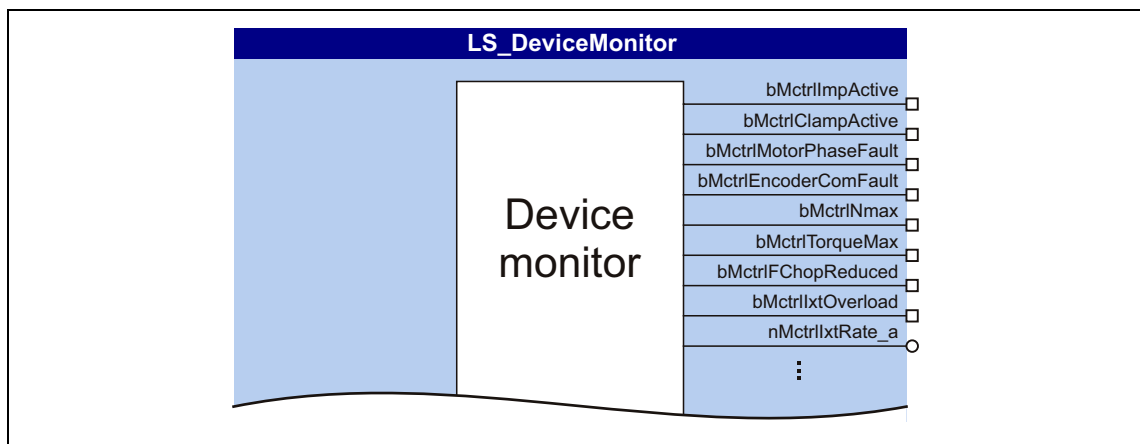 LS_DeviceMonitor
bMctrlImpActive
bMctrlClampActive
bMctrlMotorPhaseFault
bMctrlEncoderComFault
bMctrlNmax
bMctrlTorqueMax
bMctrlFChopReduced
bMctrlIxtOverload
nMctrlIxtRate_a
Device
monitor